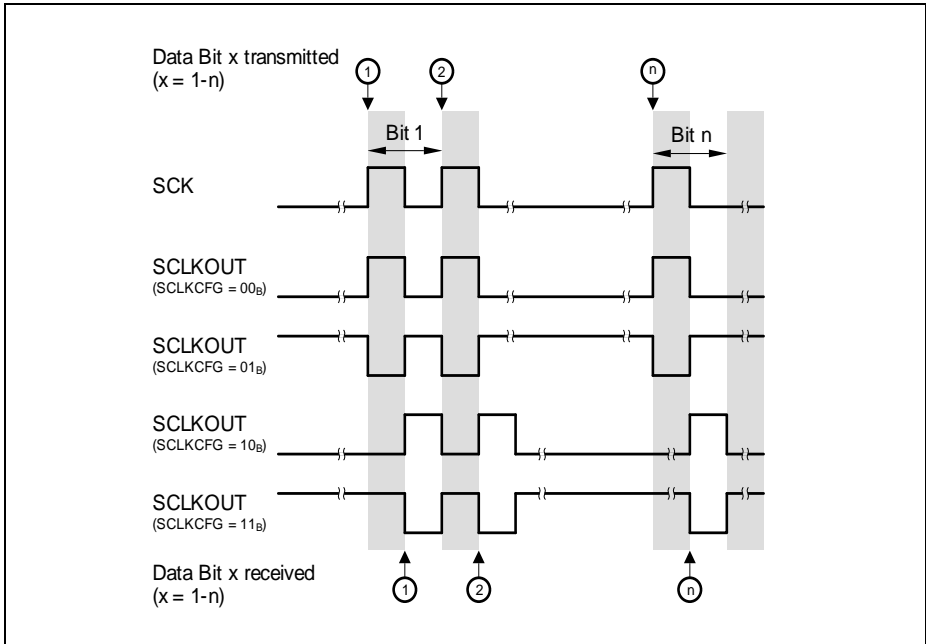 Data Bit x transmitted
(x = 1-n)
1
2
n
Bit 1
Bit n
SCK
SCLKOUT
(SCLKCFG = 00B)
SCLKOUT
(SCLKCFG = 01B)
SCLKOUT
(SCLKCFG = 10B)
SCLKOUT
(SCLKCFG = 11B)
Data Bit x received
(x = 1-n)
1
2
n